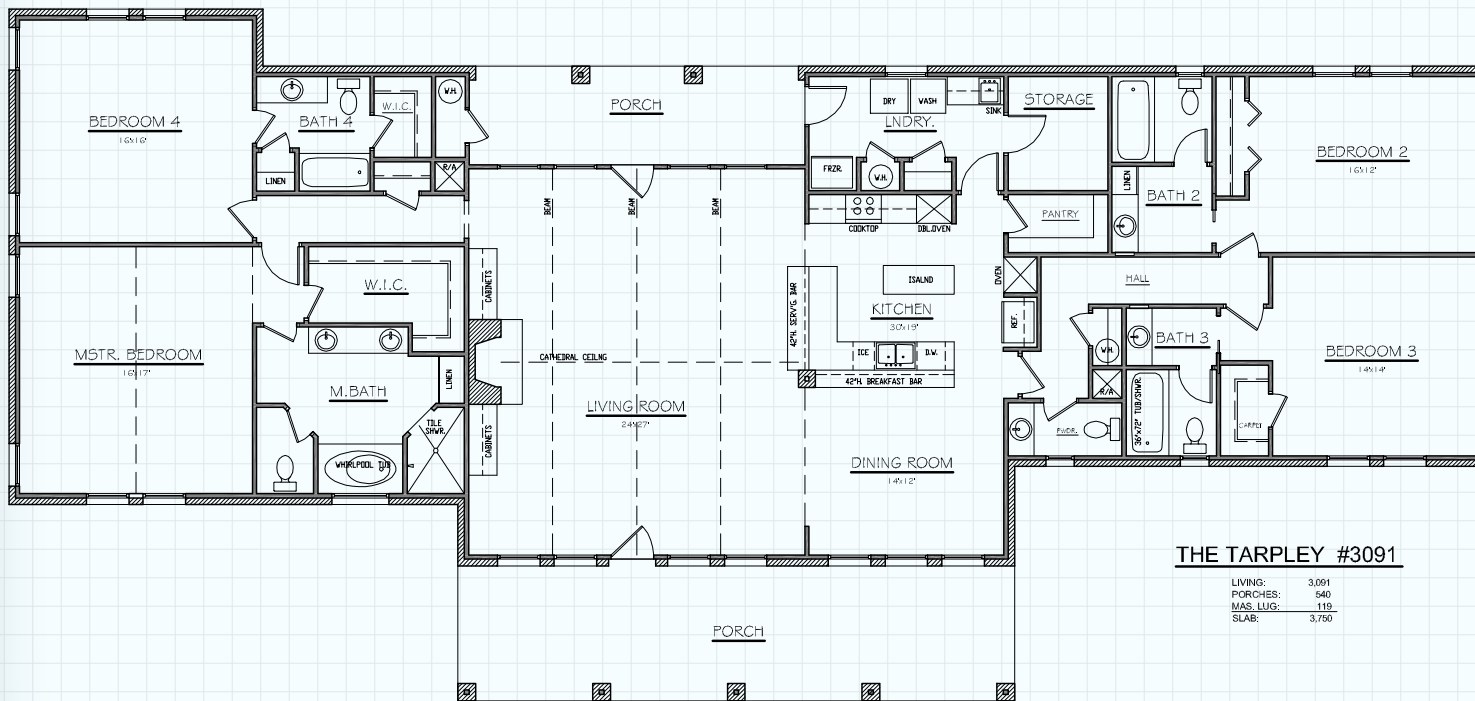 BEDROOM 4
16'x16'
BATH 4
W.I.C.
W.H.
LINEN
R/A
PORCH
DRY
WASH
SINK
LNDRY.
FRZR.
W.H.
STORAGE
BEDROOM 2
16'x12'
LINEN
BATH 2
BEAM
BEAM
BEAM
COOKTOP
DBL.OVEN
PANTRY
W.I.C.
CABINETS
42"H. SERV'G. BAR
ISALND
KITCHEN
30'x19'
OVEN
REF.
HALL
MSTR. BEDROOM
16'x17'
M.BATH
LINEN
CATHEDRAL CEILNG
ICE
D.W.
42"H. BREAKFAST BAR
W.H.
BATH 3
BEDROOM 3
14'x14'
R/A
36"x72" TUB/SHWR.
LIVING ROOM
24'x27'
CABINETS
TILE
SHWR.
WHIRLPOOL TUB
PWDR.
DINING ROOM
14'x12'
THE TARPLEY #3091
LIVING: 3,091
PORCHES: 540
MAS. LUG: 119
SLAB: 3,750
PORCH